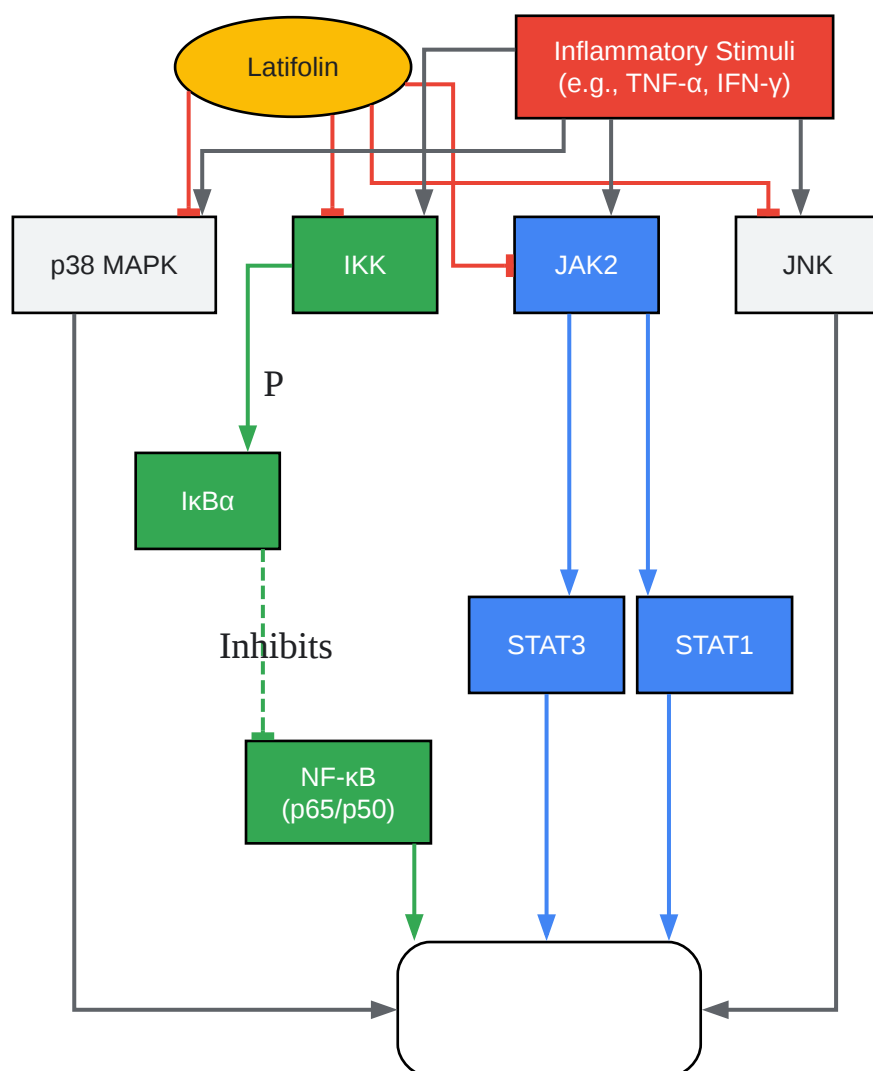 Latifolin
Inflammatory Stimuli
(e.g., TNF-α, IFN-γ)
p38 MAPK
IKK
JAK2
JNK
P
IκBα
Inhibits
STAT3
STAT1
NF-κB
(p65/p50)